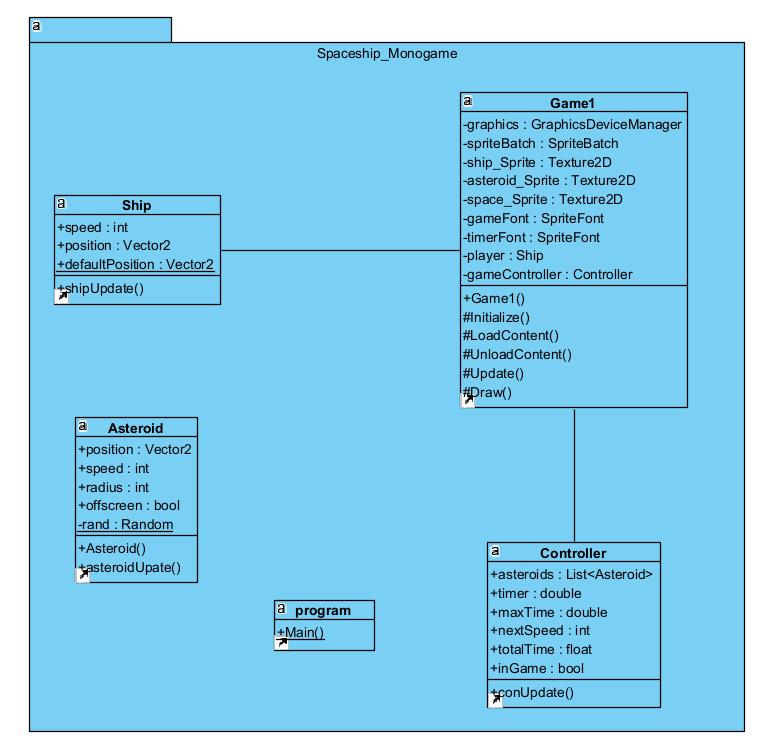 a
Spaceship_Monogame
a
Game1
-graphics : GraphicsDeviceManager
-spriteBatch : SpriteBatch
-ship_Sprite : Texture2D
-asteroid_Sprite : Texture2D
-space_Sprite : Texture2D
-gameFont : SpriteFont
-timerFont : SpriteFont
-player : Ship
-gameController : Controller
+Game1()
#Initialize()
#LoadContent()
#UnloadContent()
#Update()
#Draw()
a
Ship
+speed : int
+position : Vector2
+defaultPosition : Vector2
+shipUpdate()
a
Asteroid
+position : Vector2
+speed : int
+radius : int
+offscreen : bool
-rand : Random
+Asteroid()
+asteroidUpate()
a
program
+Main()
a
Controller
+asteroids : List<Asteroid>
+timer : double
+maxTime : double
+nextSpeed : int
+totalTime : float
+inGame : bool
+conUpdate()